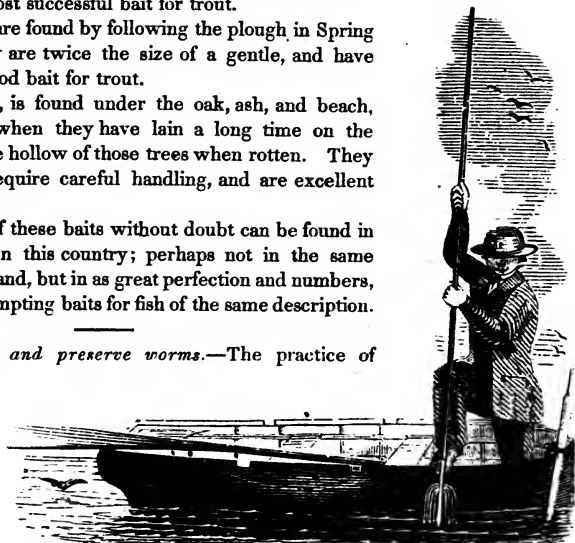 ost successful bait for trout.
are found by following the plough in Spring
are twice the size of a gentle, and have
od bait for trout.
, is found under the oak, ash, and beach,
when they have lain a long time on the
e hollow of those trees when rotten. They
equire careful handling, and are excellent
f these baits without doubt can be found in
n this country; perhaps not in the same
and, but in as great perfection and numbers,
mpting baits for fish of the same description.
and preserve worms.—The practice of